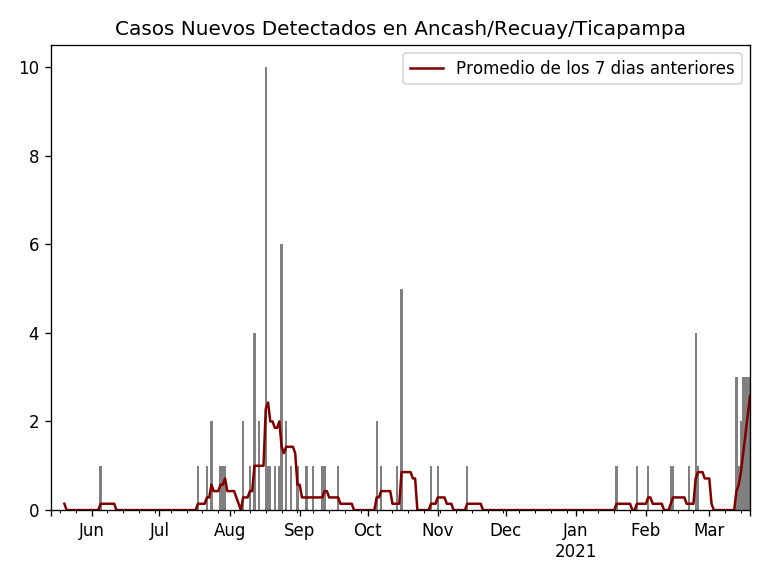 Casos Nuevos Detectados en Ancash/Recuay/Ticapampa
Promedio de los 7 dias anteriores
10
8
6
4
2
0
Jun Jul Aug Sep Oct Nov Dec Jan Feb Mar
2021